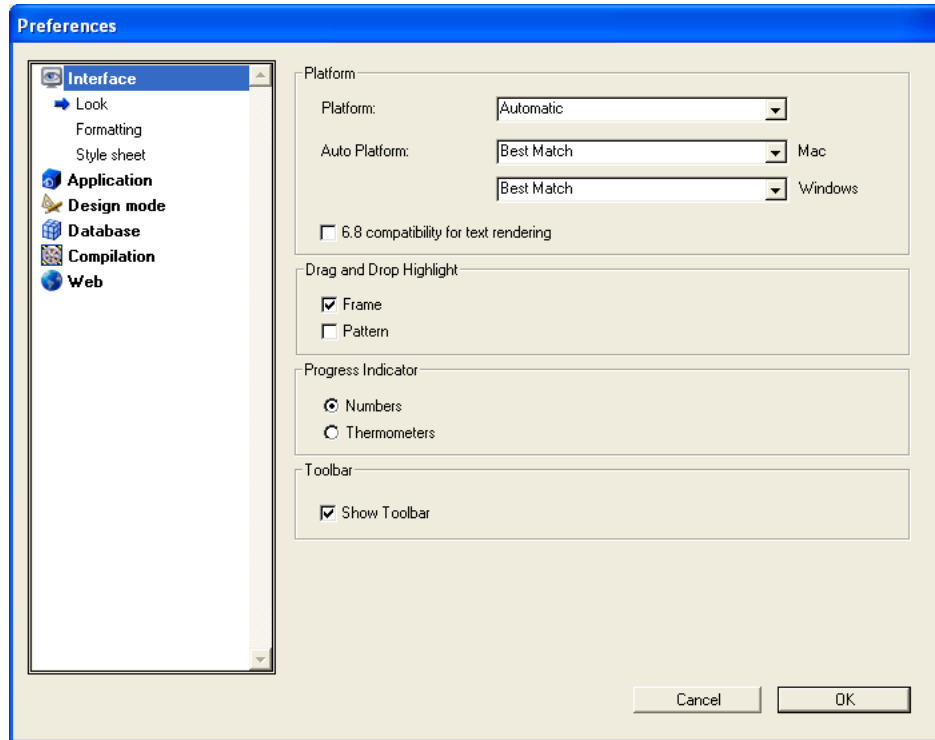 Preferences
Interface
Look
Formatting
Style sheet
Application
Design mode
Database
Compilation
Web
Platform
Platform: Automatic
Auto Platform: Best Match Mac
Best Match Windows
6.8 compatibility for text rendering
Drag and Drop Highlight
Frame
Pattern
Progress Indicator
Numbers
Thermometers
Toolbar
Show Toolbar
Cancel OK